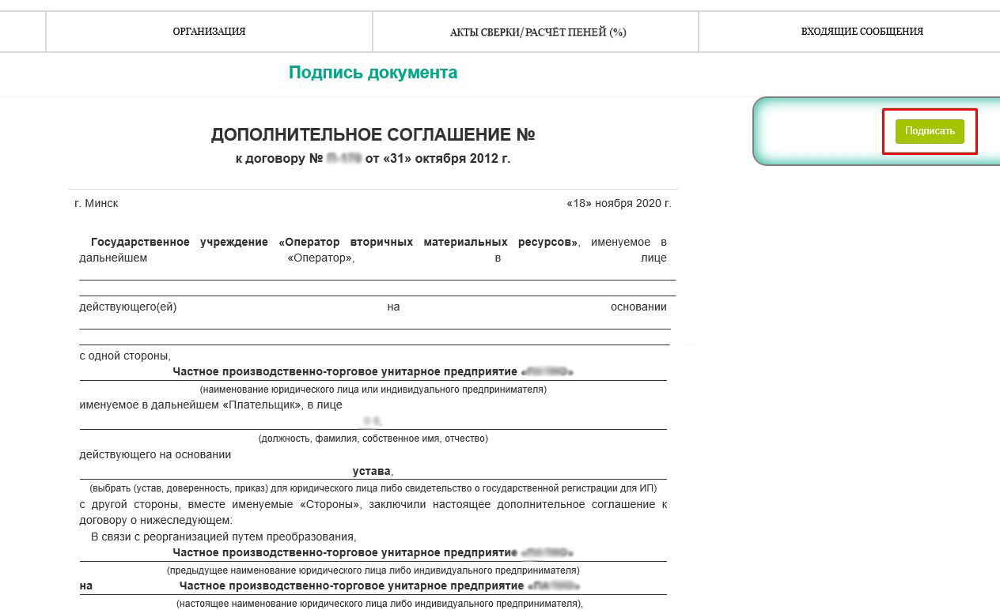 ОРГАНИЗАЦИЯ
АКТЫ СВЕРКИ/РАСЧЁТ ПЕНЕЙ (%)
ВХОДЯЩИЕ СООБЩЕНИЯ
Подпись документа
Подписать
ДОПОЛНИТЕЛЬНОЕ СОГЛАШЕНИЕ №
к договору № от «31» октября 2012 г.
г. Минск «18» ноября 2020 г.
Государственное учреждение «Оператор вторичных материальных ресурсов», именуемое в
дальнейшем «Оператор», в лице
действующего(ей) на основании
с одной стороны,
Частное производственно-торговое унитарное предприятие
(наименование юридического лица или индивидуального предпринимателя)
именуемое в дальнейшем «Плательщик», в лице
(должность, фамилия, собственное имя, отчество)
действующего на основании
устава,
(выбрать (устав, доверенность, приказ) для юридического лица либо свидетельство о государственной регистрации для ИП)
с другой стороны, вместе именуемые «Стороны», заключили настоящее дополнительное соглашение к
договору о нижеследующем:
В связи с реорганизацией путем преобразования,
Частное производственно-торговое унитарное предприятие
(предыдущее наименование юридического лица либо индивидуального предпринимателя)
на Частное производственно-торговое унитарное предприятие
(настоящее наименование юридического лица либо индивидуального предпринимателя),